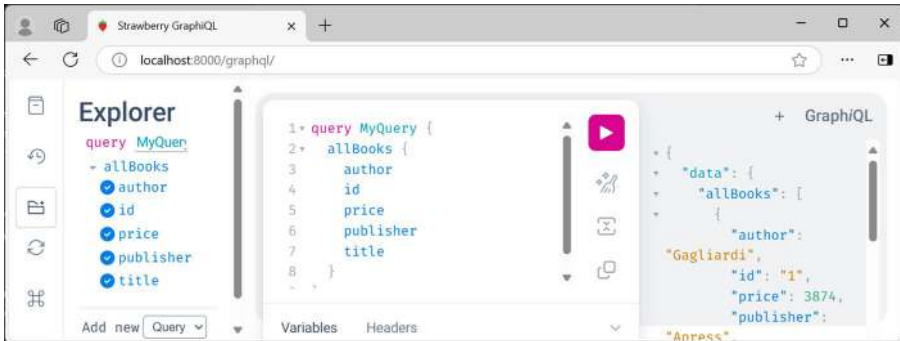 Strawberry GraphiQL
localhost:8000/graphql/
Explorer
query MyQuery
allBooks
author
id
price
publisher
title
Add new Query
1 query MyQuery {
2 allBooks {
3 author
4 id
5 price
6 publisher
7 title
8 }
Variables Headers
+ GraphiQL
{
"data": {
"allBooks": [
{
"author":
"Gagliardi",
"id": "1",
"price": 3874,
"publisher":
"Apress",